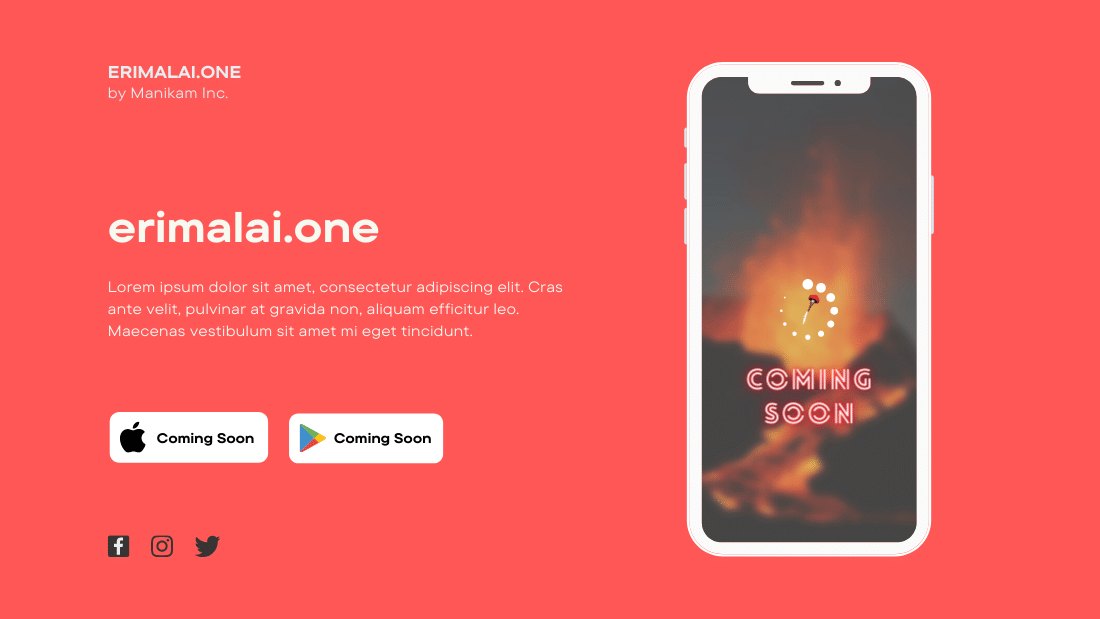 ERIMALAI.ONE
by Manikam Inc.
erimalai.one
Lorem ipsum dolor sit amet, consectetur adipiscing elit. Cras
ante velit, pulvinar at gravida non, aliquam efficitur leo.
Maecenas vestibulum sit amet mi eget tincidunt.
Coming Soon
Coming Soon
COMING
SOON